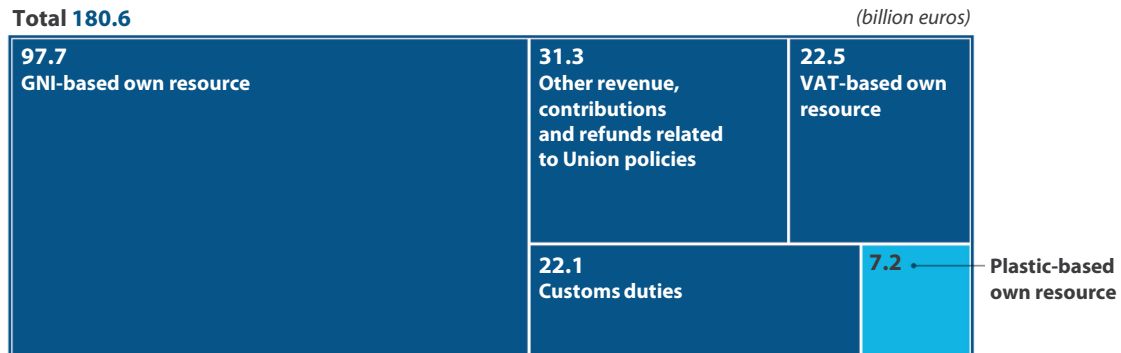 Total 180.6
(billion euros)
97.7
GNI-based own resource
31.3
Other revenue,
contributions
and refunds related
to Union policies
22.5
VAT-based own
resource
22.1
Customs duties
7.2
Plastic-based
own resource